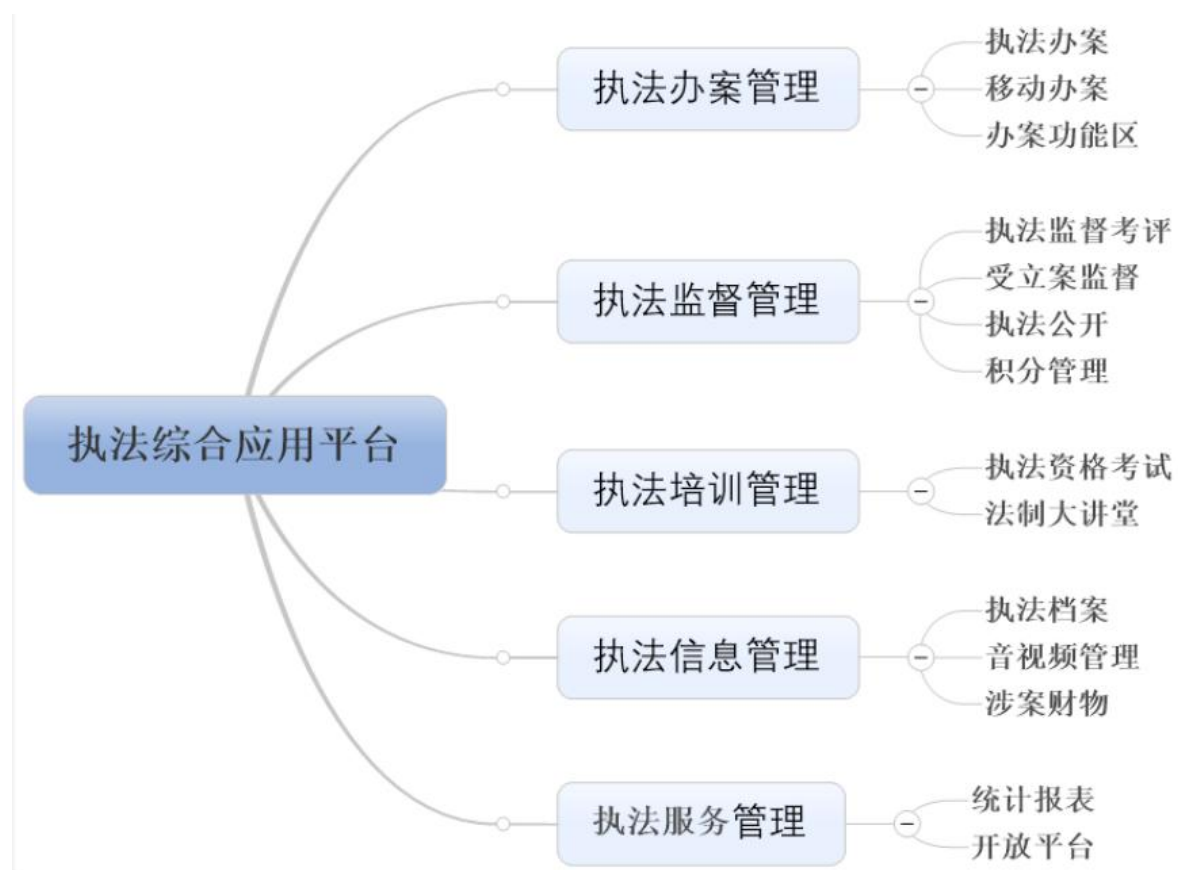 执法综合应用平台
执法办案管理
执法办案
移动办案
办案功能区
执法监督管理
执法监督考评
受立案监督
执法公开
积分管理
执法培训管理
执法资格考试
法制大讲堂
执法信息管理
执法档案
音视频管理
涉案财物
执法服务管理
统计报表
开放平台